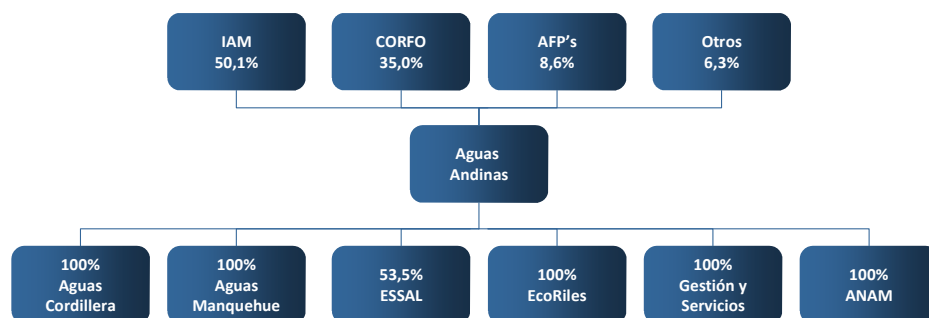 IAM
50,1%
CORFO
35,0%
AFP's
8,6%
Otros
6,3%
Aguas
Andinas
100%
Aguas
Cordillera
100%
Aguas
Manquehue
53,5%
ESSAL
100%
EcoRiles
100%
Gestión y
Servicios
100%
ANAM